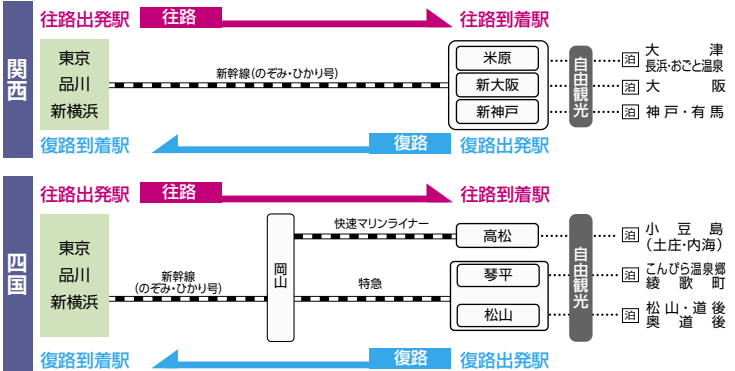 関西
往路出発駅 往路 往路到着駅
東京
品川
新横浜
新幹線(のぞみ・ひかり号)
米原
新大阪
新神戸
自由観光
泊 大津
長浜・おごと温泉
泊 大阪
泊 神戸・有馬
復路到着駅 復路 復路出発駅
四国
往路出発駅 往路 往路到着駅
東京
品川
新横浜
新幹線
(のぞみ・ひかり号)
岡山
快速マリンライナー
特急
高松
琴平
松山
自由観光
泊 小豆島
(土庄・内海)
泊 こんぴら温泉郷
綾歌町
泊 松山・道後
奥道後
復路到着駅 復路 復路出発駅